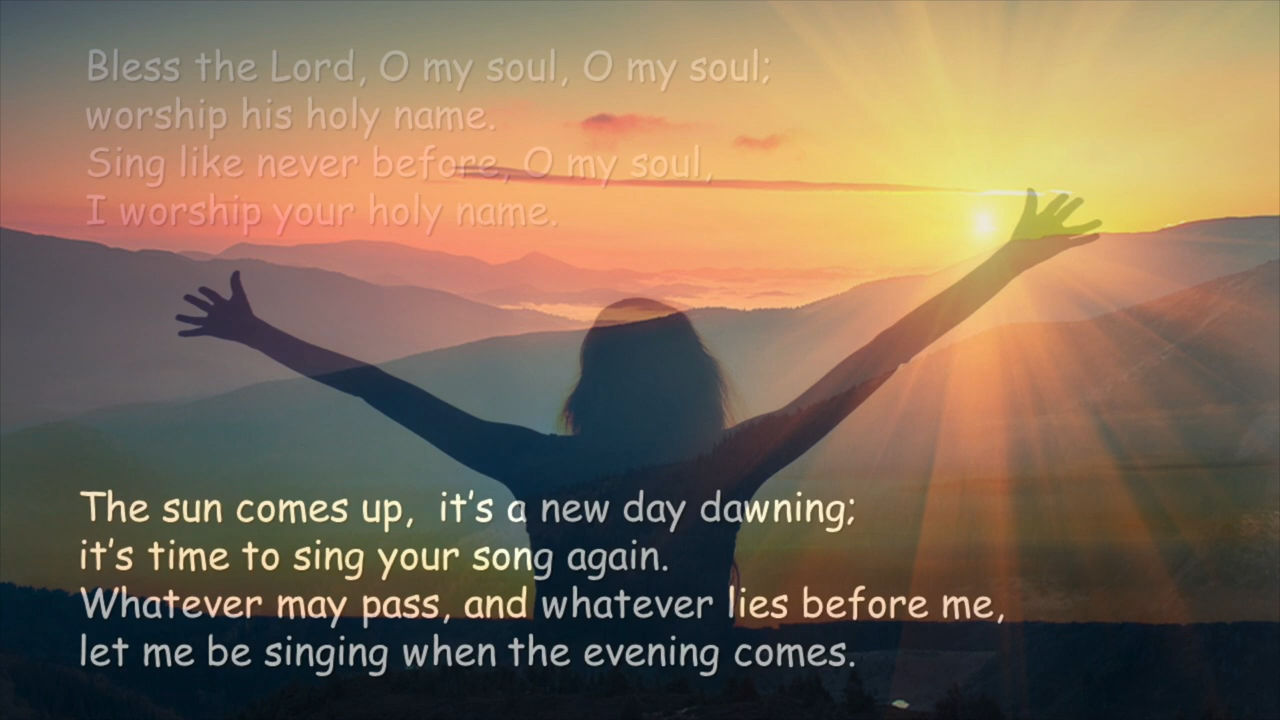 Bless the Lord, O my soul, O my soul;
worship his holy name.
Sing like never before, O my soul,
I worship your holy name.
The sun comes up, it's a new day dawning;
it's time to sing your song again.
Whatever may pass, and whatever lies before me,
let me be singing when the evening comes.